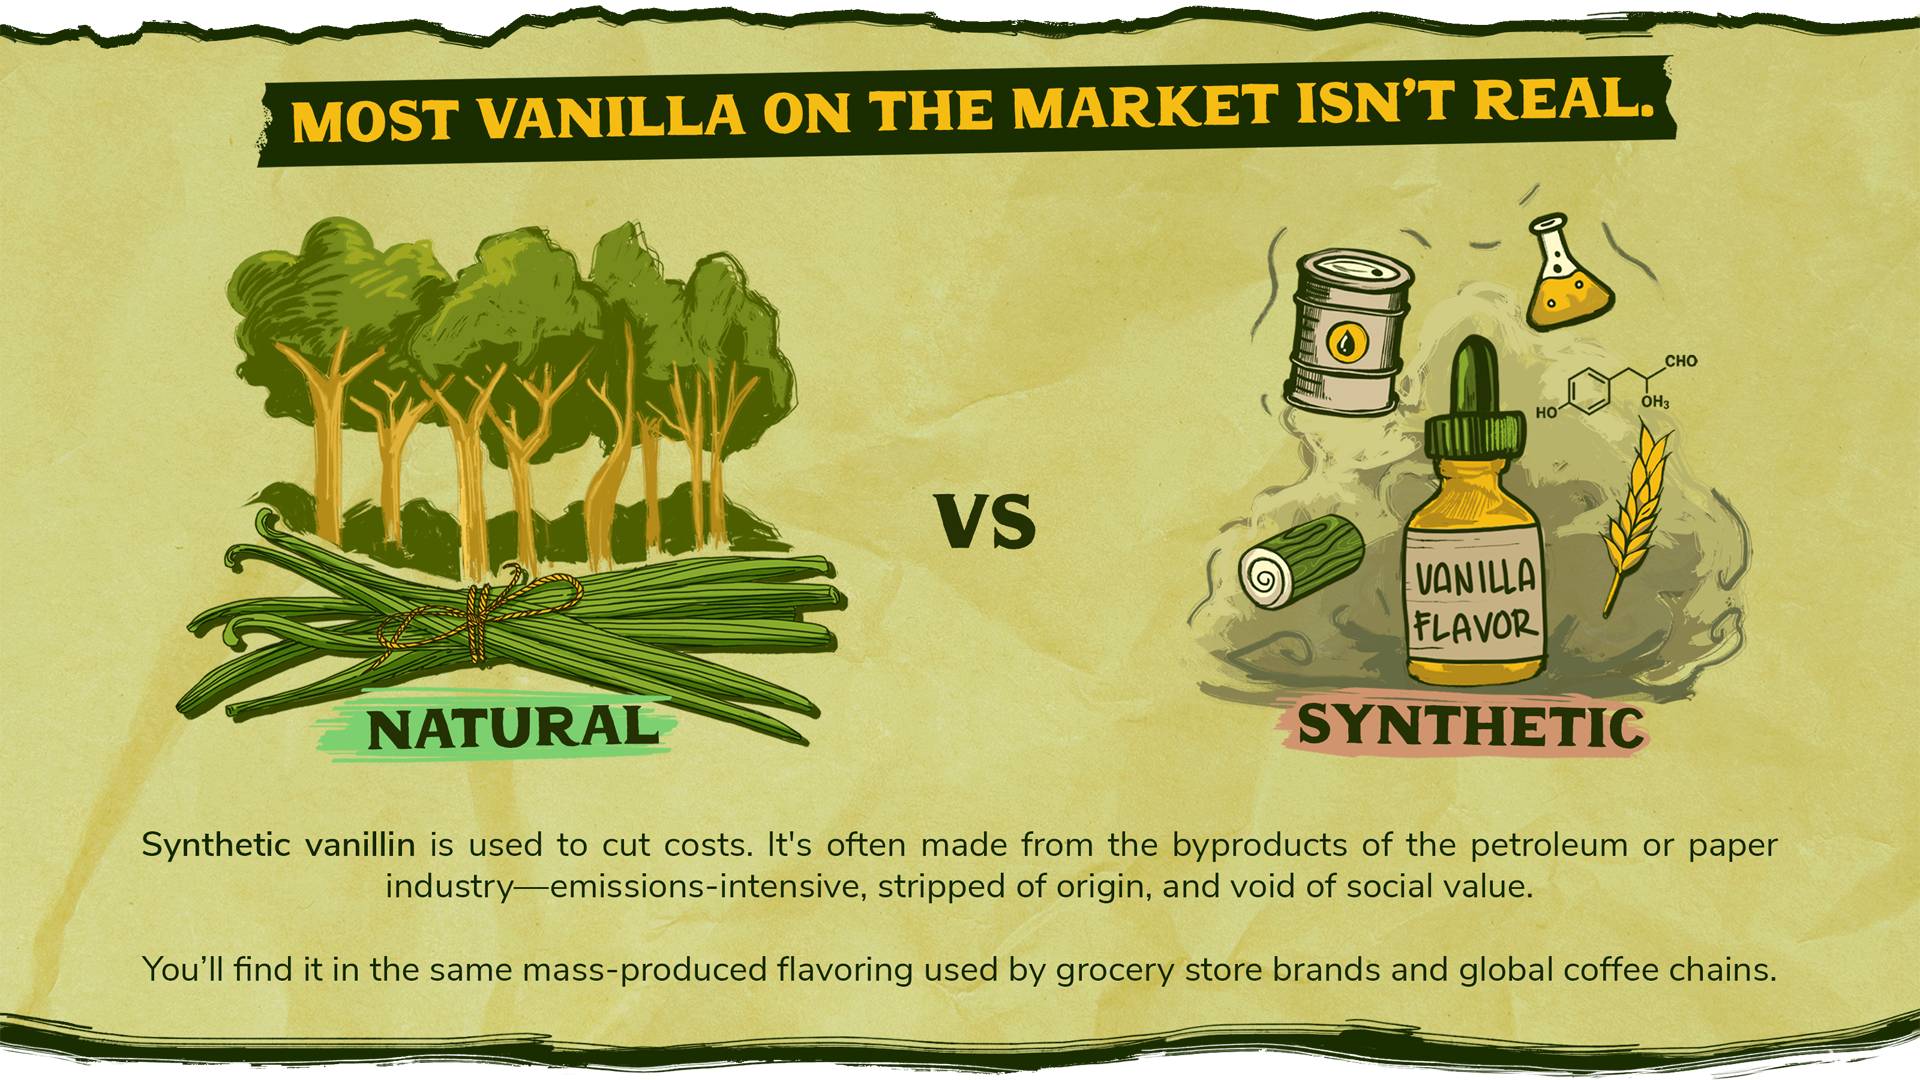 MOST VANILLA ON THE MARKET ISN'T REAL.
CHO
HO
OH₃
VS
VANILLA
FLAVOR
NATURAL
SYNTHETIC
Synthetic vanillin is used to cut costs. It's often made from the byproducts of the petroleum or paper
industry—emissions-intensive, stripped of origin, and void of social value.
You'll find it in the same mass-produced flavoring used by grocery store brands and global coffee chains.